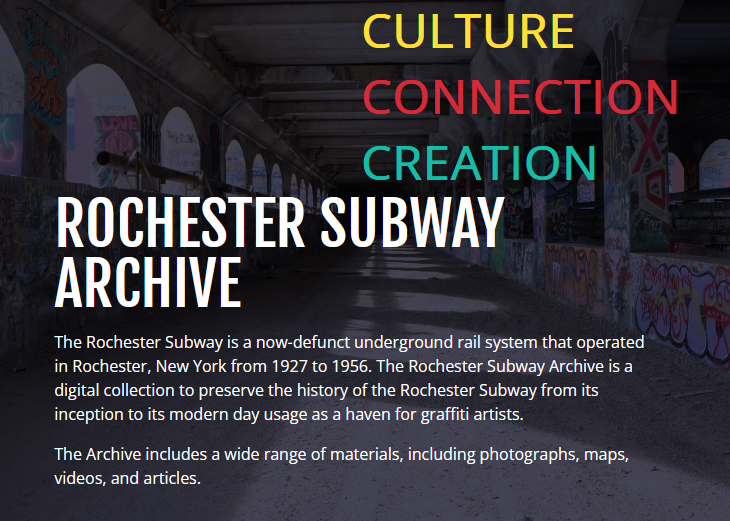 CULTURE
CONNECTION
CREATION
ROCHESTER SUBWAY
ARCHIVE
The Rochester Subway is a now-defunct underground rail system that operated
in Rochester, New York from 1927 to 1956. The Rochester Subway Archive is a
digital collection to preserve the history of the Rochester Subway from its
inception to its modern day usage as a haven for graffiti artists.
The Archive includes a wide range of materials, including photographs, maps,
videos, and articles.